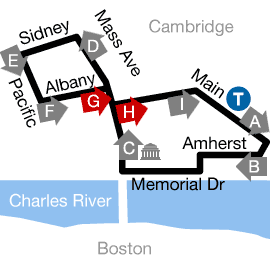 Cambridge
Sidney
Mass Ave
D
E
Main
Albany
T
Pacific
F
G
H
I
A
C
Amherst
B
Memorial Dr
Charles River
Boston